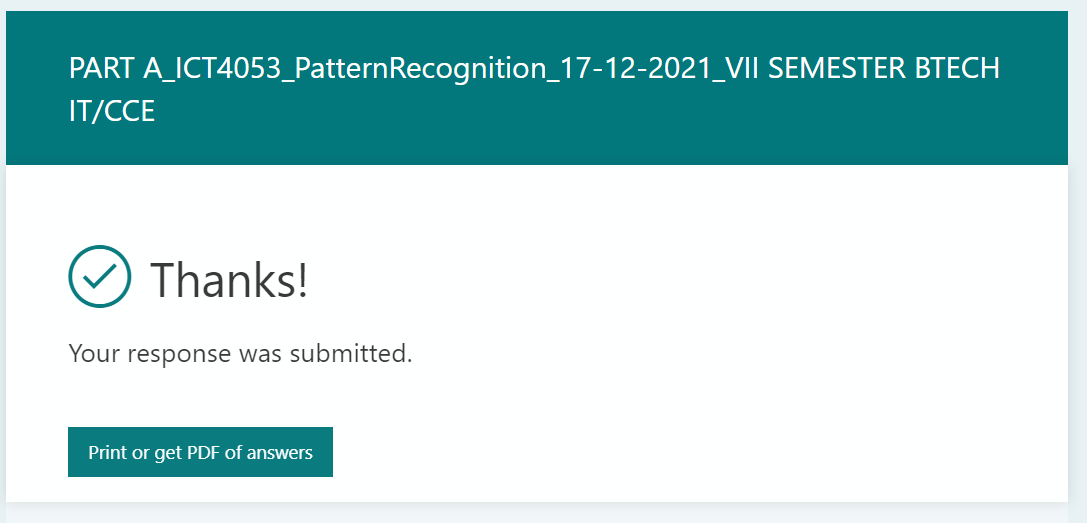 PART A_ICT4053_PatternRecognition_17-12-2021_VII SEMESTER BTECH
IT/CCE
Thanks!
Your response was submitted.
Print or get PDF of answers